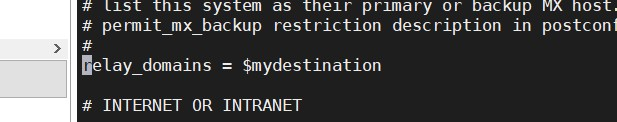 # list this system as their primary or backup MX host.
# permit_mx_backup restriction description in postconf
#
relay_domains = $mydestination
# INTERNET OR INTRANET